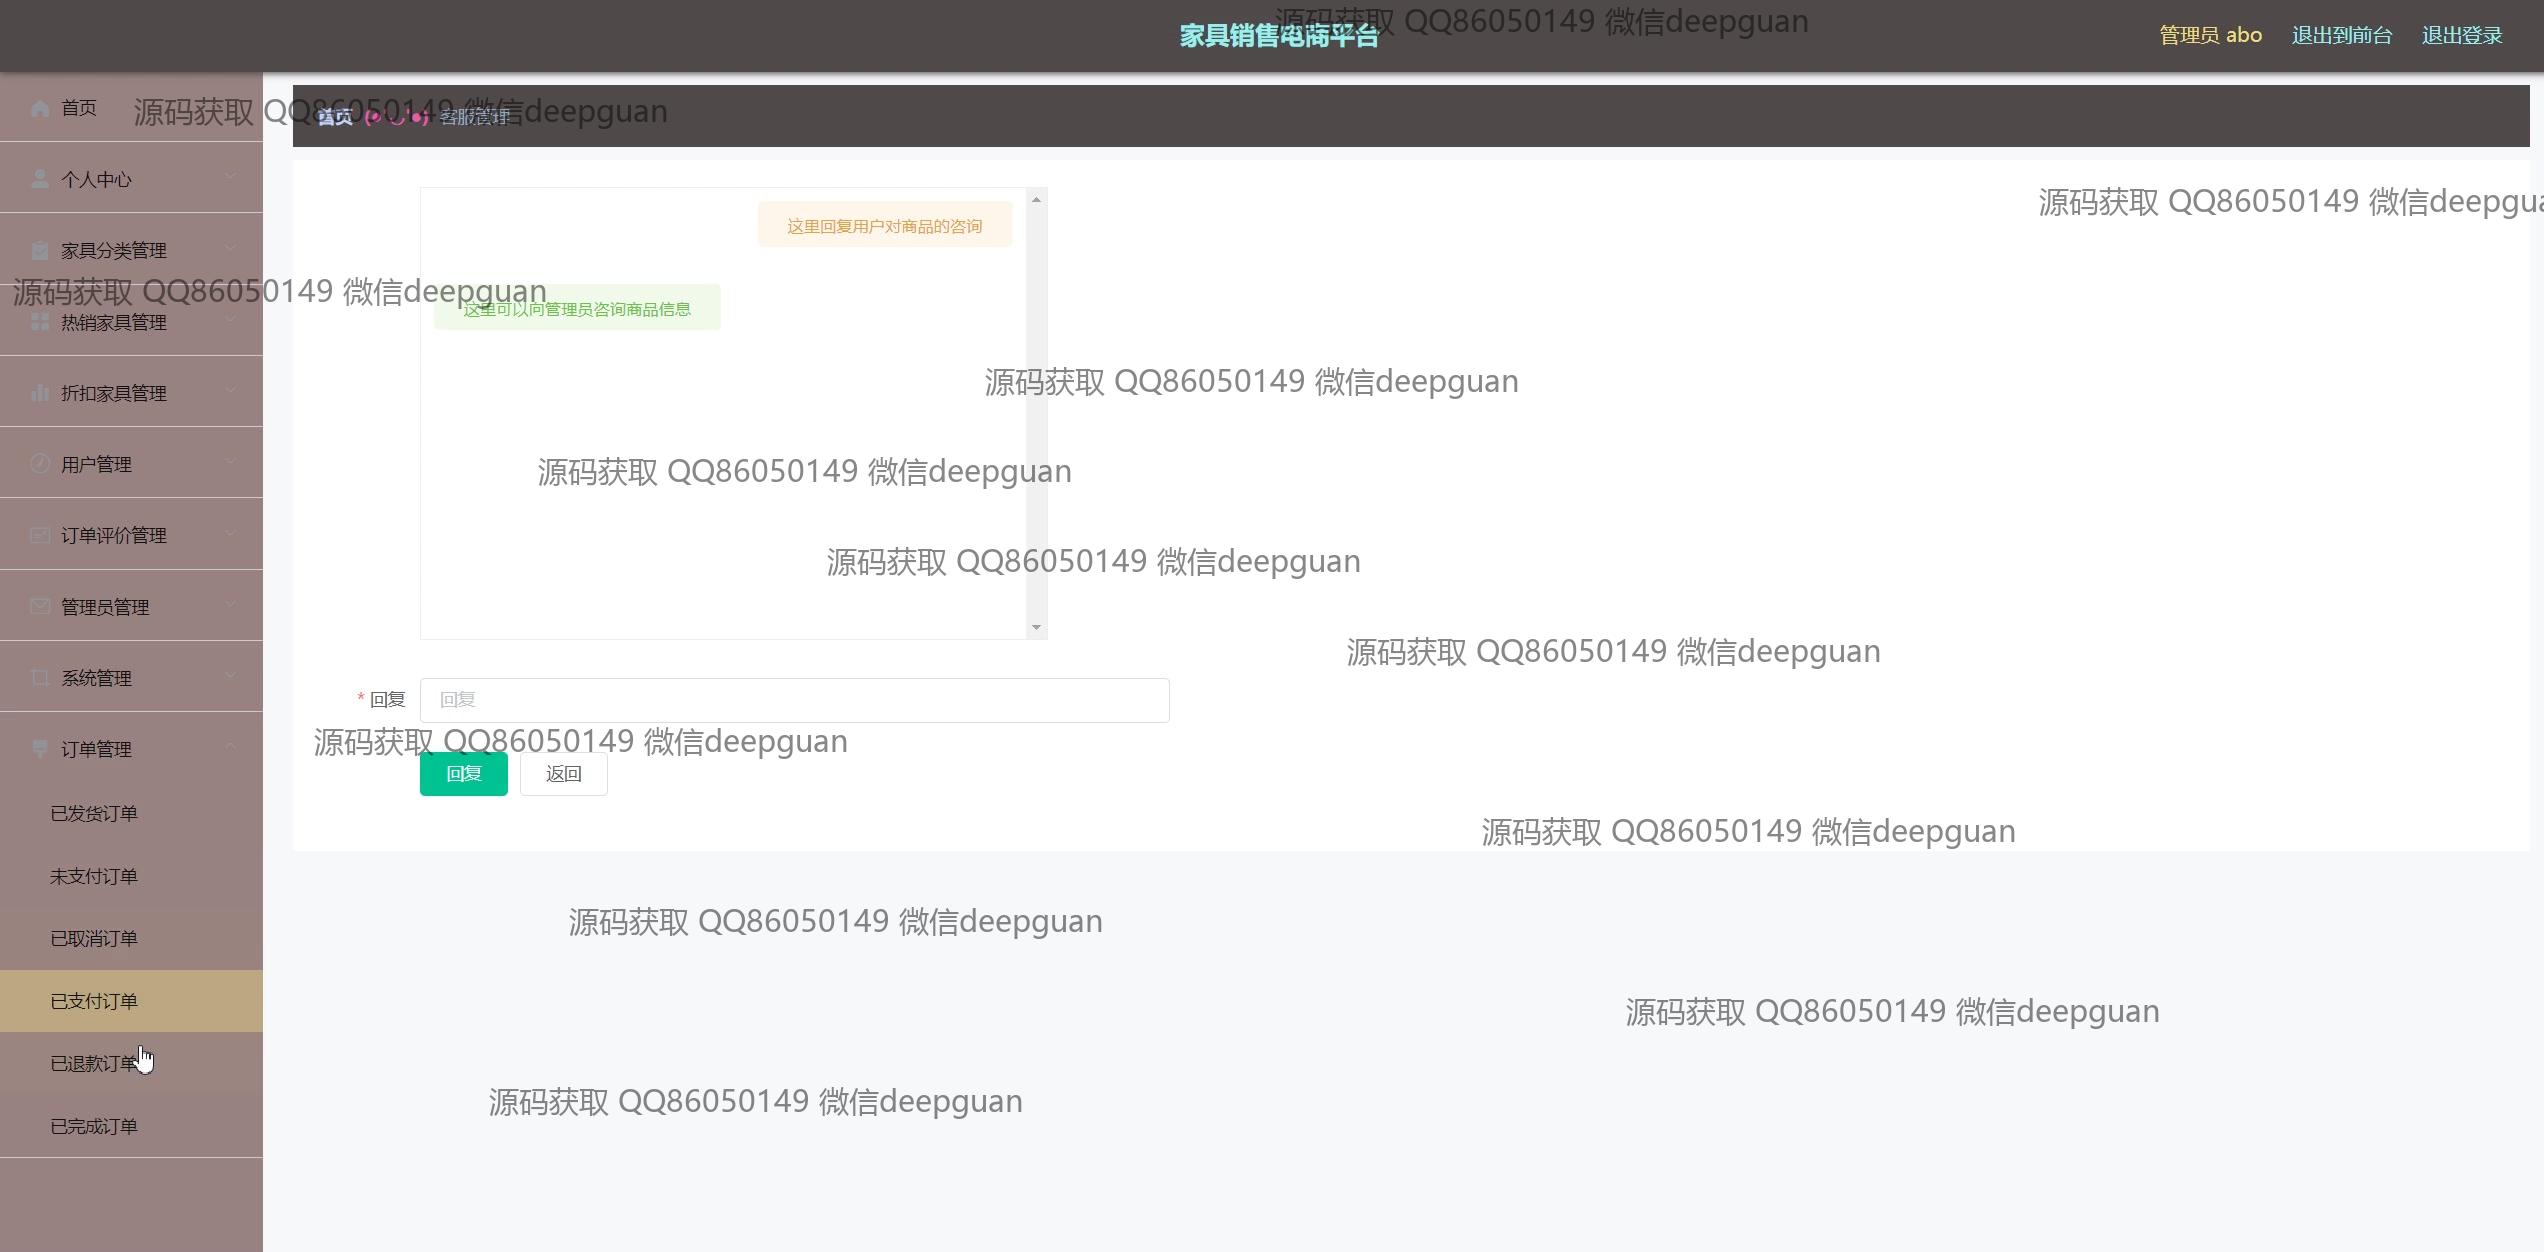 家具销售电商平台
源码获取 QQ86050149 微信deepguan
管理员 abo
退出到前台
退出登录
首页
源码获取 QQ86050149 微信deepguan
首页 (●'◡'●) 客服管理
个人中心
源码获取 QQ86050149 微信deepgua
这里回复用户对商品的咨询
家具分类管理
源码获取 QQ86050149 微信deepguan
这里可以向管理员咨询商品信息
热销家具管理
源码获取 QQ86050149 微信deepguan
折扣家具管理
用户管理
源码获取 QQ86050149 微信deepguan
订单评价管理
源码获取 QQ86050149 微信deepguan
管理员管理
源码获取 QQ86050149 微信deepguan
系统管理
* 回复
回复
源码获取 QQ86050149 微信deepguan
订单管理
回复
返回
已发货订单
源码获取 QQ86050149 微信deepguan
未支付订单
源码获取 QQ86050149 微信deepguan
已取消订单
已支付订单
源码获取 QQ86050149 微信deepguan
已退款订单
源码获取 QQ86050149 微信deepguan
已完成订单